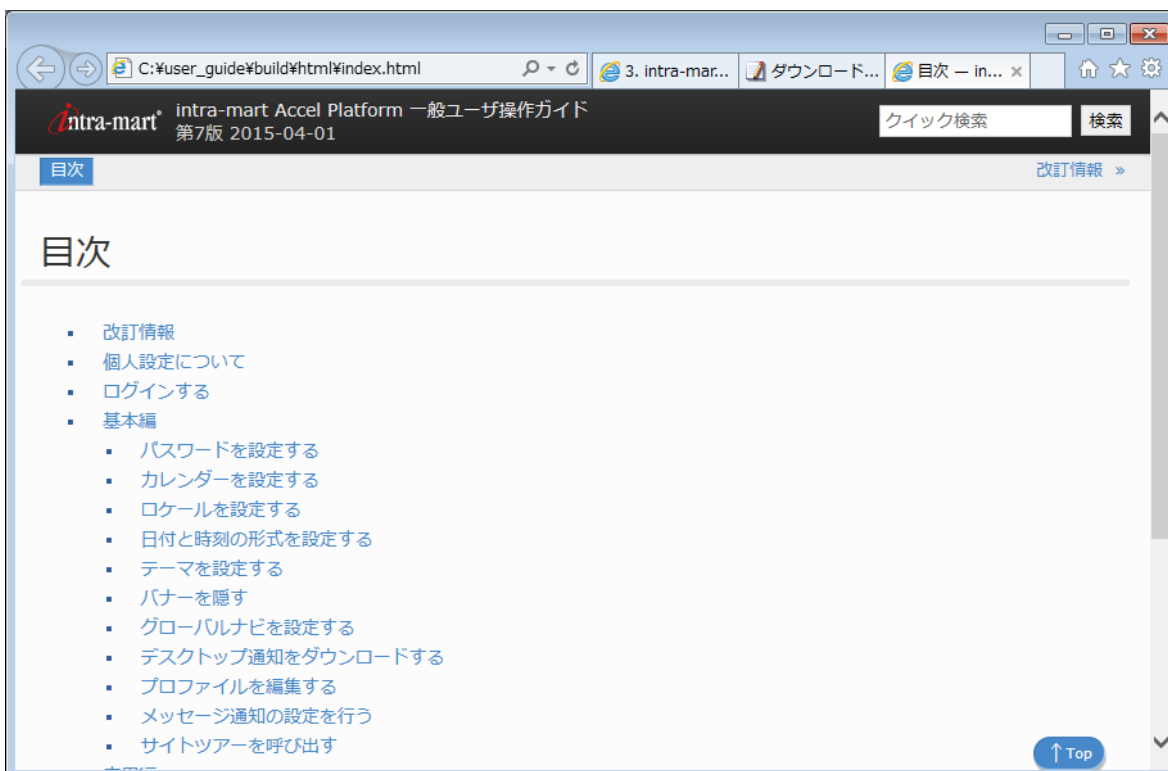 C:¥user_guide¥build¥html¥index.html
3. intra-mar...
ダウンロード...
目次 — in...
intra-mart®
intra-mart Accel Platform 一般ユーザ操作ガイド
第7版 2015-04-01
クイック検索
検索
目次
改訂情報 »
目次
改訂情報
個人設定について
ログインする
基本編
パスワードを設定する
カレンダーを設定する
ロケールを設定する
日付と時刻の形式を設定する
テーマを設定する
バナーを隠す
グローバルナビを設定する
デスクトップ通知をダウンロードする
プロファイルを編集する
メッセージ通知の設定を行う
サイトツアーを呼び出す
↑ Top